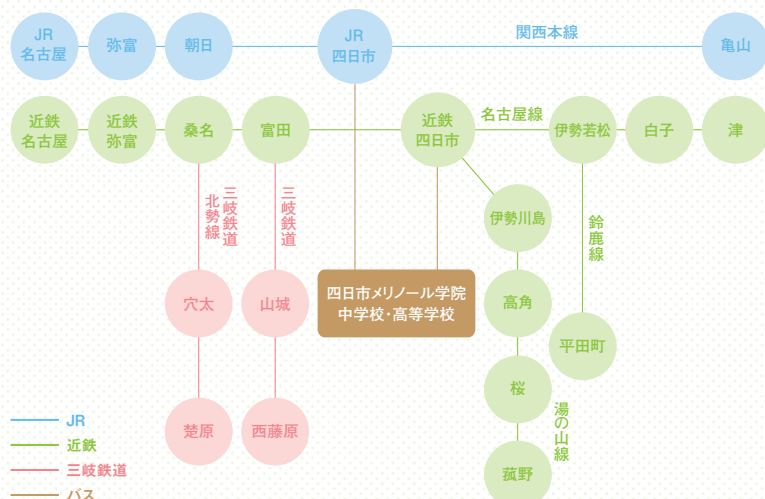 JR
名古屋
弥富
朝日
JR
四日市
関西本線
亀山
近鉄
名古屋
近鉄
弥富
桑名
富田
近鉄
四日市
名古屋線
伊勢若松
白子
津
三岐鉄道
北勢線
三岐鉄道
伊勢川島
鈴鹿線
穴太
山城
四日市メリノール学院
中学校・高等学校
高角
平田町
桜
湯の山線
楚原
西藤原
菰野
JR
近鉄
三岐鉄道
バス